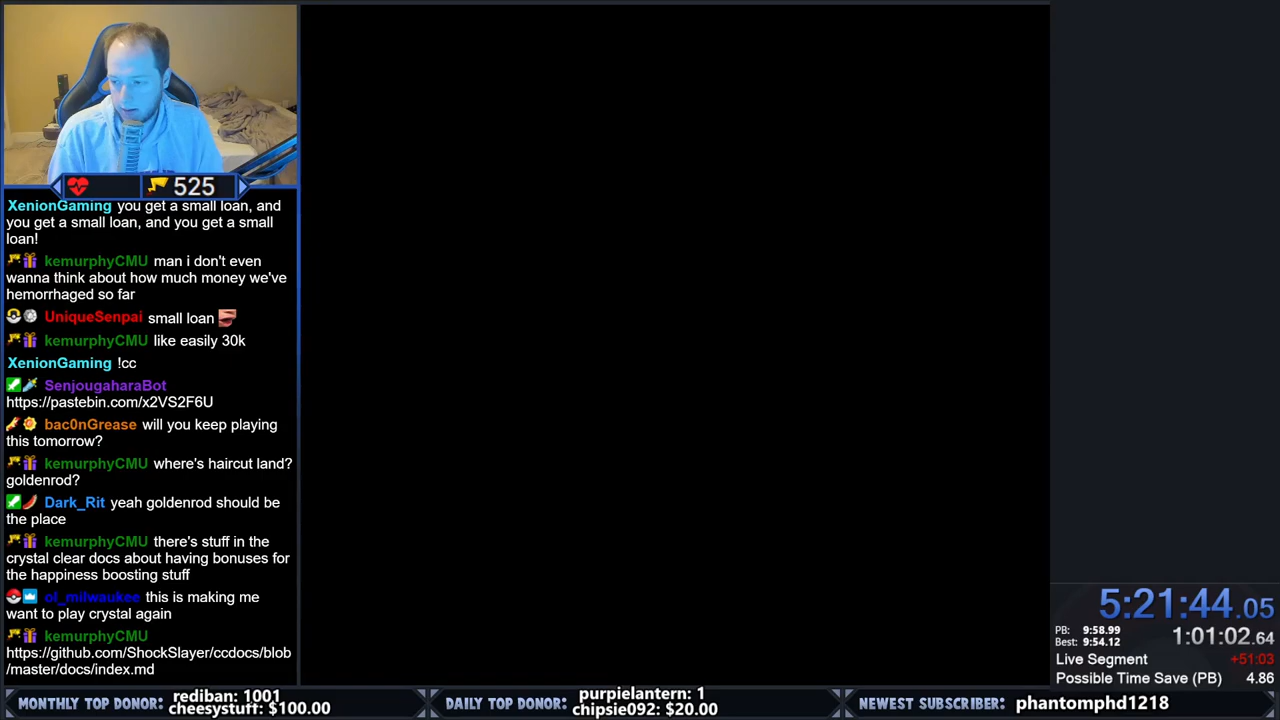 525
XenionGaming you get a small loan, and
you get a small loan, and you get a small
loan!
kemurphyCMU man i don't even
wanna think about how much money we've
hemorrhaged so far
UniqueSenpai small loan
kemurphyCMU like easily 30k
XenionGaming !cc
SenjougaharaBot
https://pastebin.com/x2VS2F6U
bac0nGrease will you keep playing
this tomorrow?
kemurphyCMU where's haircut land?
goldenrod?
Dark_Rit yeah goldenrod should be
the place
kemurphyCMU there's stuff in the
crystal clear docs about having bonuses for
the happiness boosting stuff
ol_milwaukee this is making me
want to play crystal again
kemurphyCMU
https://github.com/ShockSlayer/ccdocs/blob
/master/docs/index.md
5:21:44.05
PB: 9:58.99
Best: 9:54.12
1:01:02.64
Live Segment +51:03
Possible Time Save (PB) 4.86
MONTHLY TOP DONOR: rediban: 1001
cheesystuff: $100.00
DAILY TOP DONOR: purpielantern: 1
chipsie092: $20.00
NEWEST SUBSCRIBER: phantomphd1218